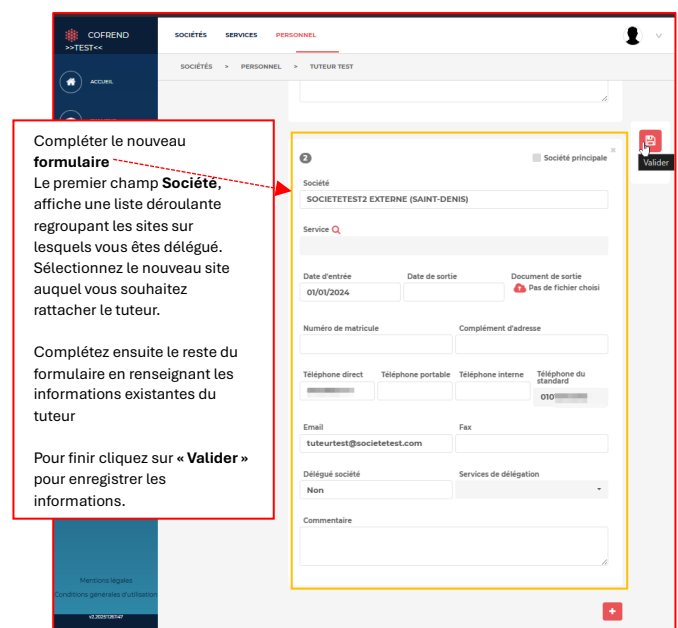 COFREND
>>TEST<<
SOCIÉTÉS SERVICES PERSONNEL
SOCIÉTÉS > PERSONNEL > TUTEUR TEST
ACCUEIL
Compléter le nouveau
formulaire
Le premier champ Société,
affiche une liste déroulante
regroupant les sites sur
lesquels vous êtes délégué.
Sélectionnez le nouveau site
auquel vous souhaitez
rattacher le tuteur.
Complétez ensuite le reste du
formulaire en renseignant les
informations existantes du
tuteur
Pour finir cliquez sur « Valider »
pour enregistrer les
informations.
Valider
2
Société principale
Société
SOCIETETEST2 EXTERNE (SAINT-DENIS)
Service
Date d'entrée Date de sortie Document de sortie
01/01/2024 Pas de fichier choisi
Numéro de matricule Complément d'adresse
Téléphone direct Téléphone portable Téléphone interne Téléphone du
standard
010
Email Fax
tuteurtest@societetest.com
Délégué société Services de délégation
Non
Commentaire
Mentions légales
Conditions générales d'utilisation